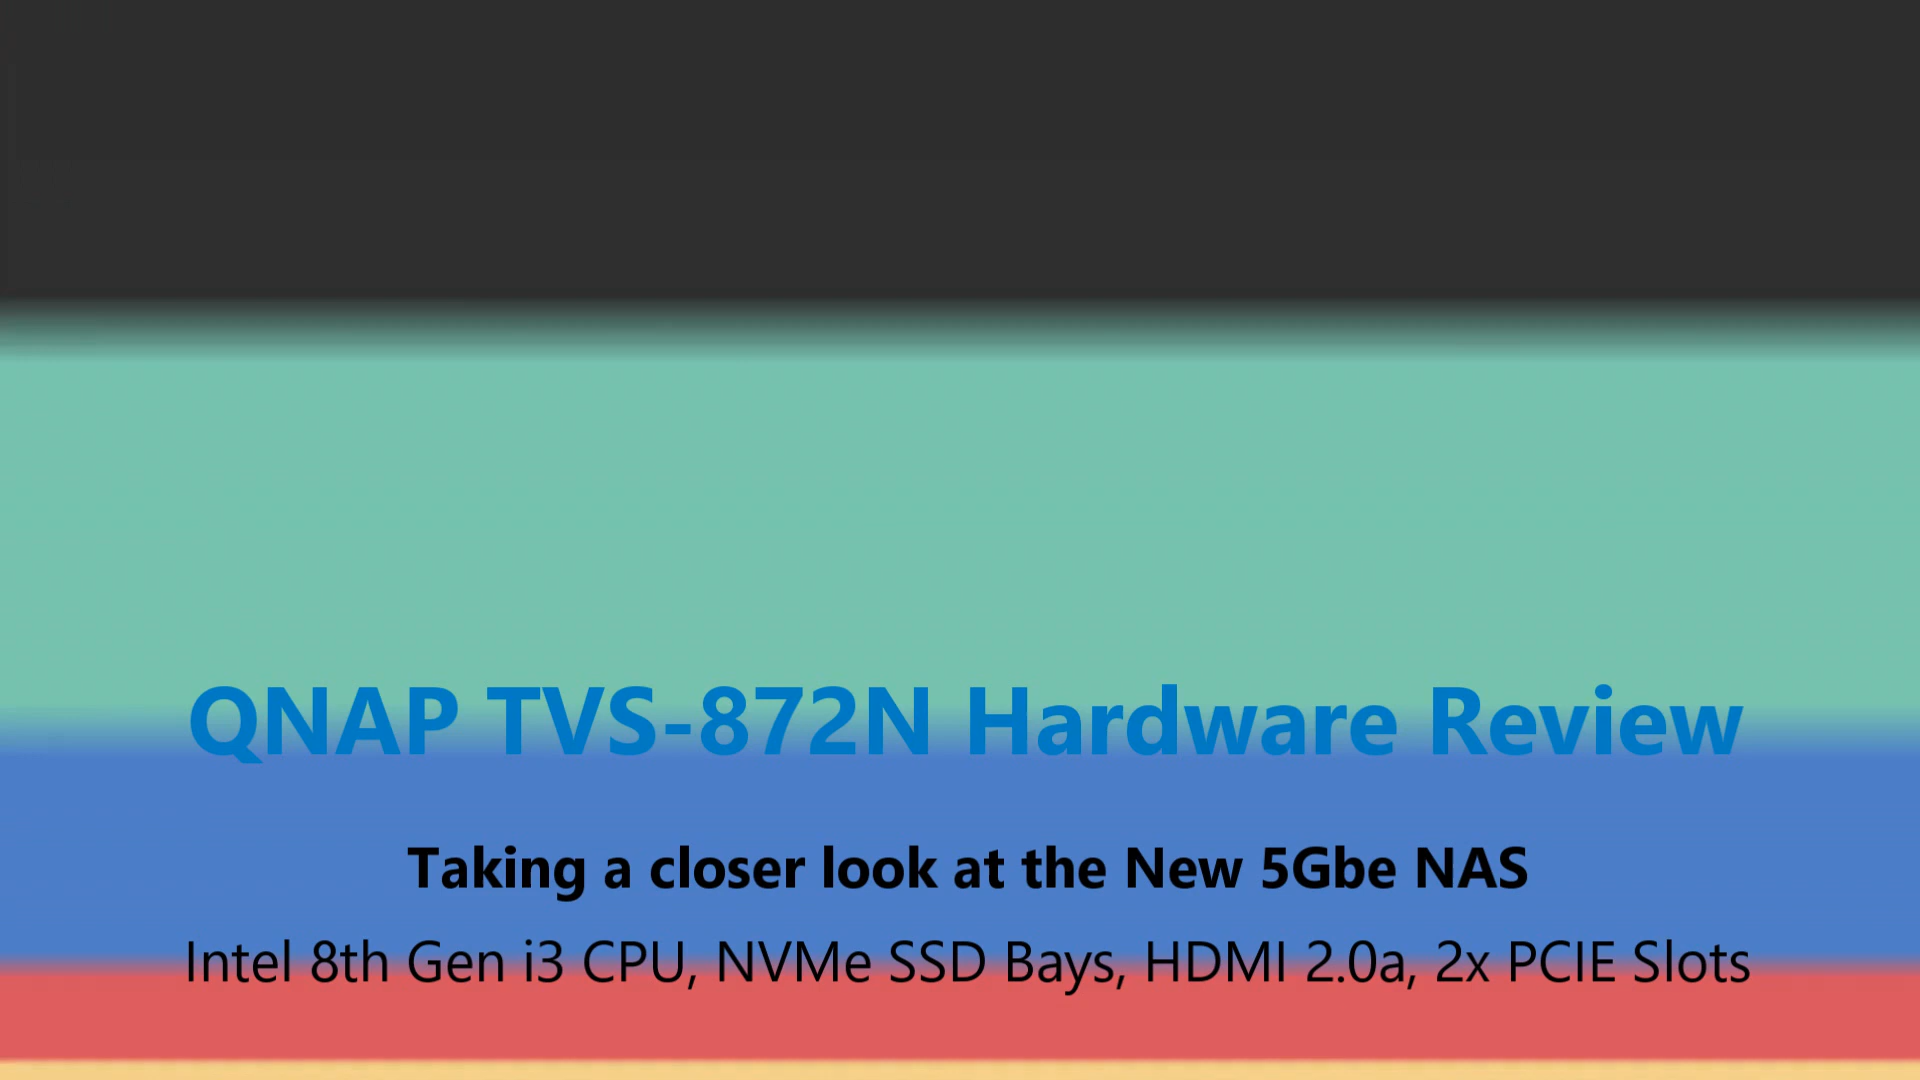 QNAP TVS-872N Hardware Review
Taking a closer look at the New 5Gbe NAS
Intel 8th Gen i3 CPU, NVMe SSD Bays, HDMI 2.0a, 2x PCIE Slots